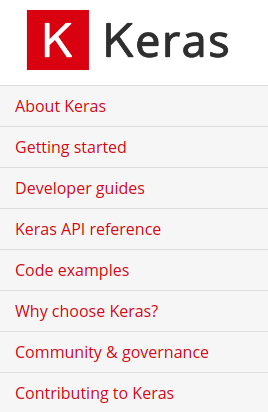 K Keras
About Keras
Getting started
Developer guides
Keras API reference
Code examples
Why choose Keras?
Community & governance
Contributing to Keras